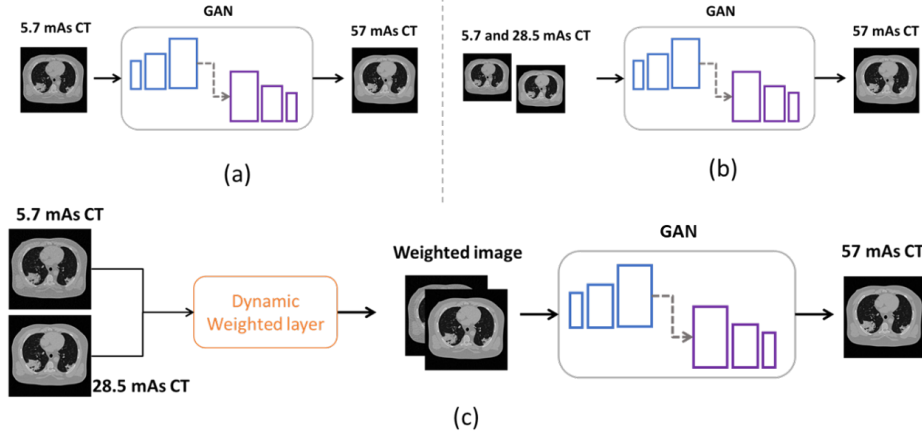 GAN
5.7 mAs CT
57 mAs CT
(a)
GAN
5.7 and 28.5 mAs CT
57 mAs CT
(b)
5.7 mAs CT
Dynamic
Weighted layer
28.5 mAs CT
Weighted image
GAN
57 mAs CT
(c)